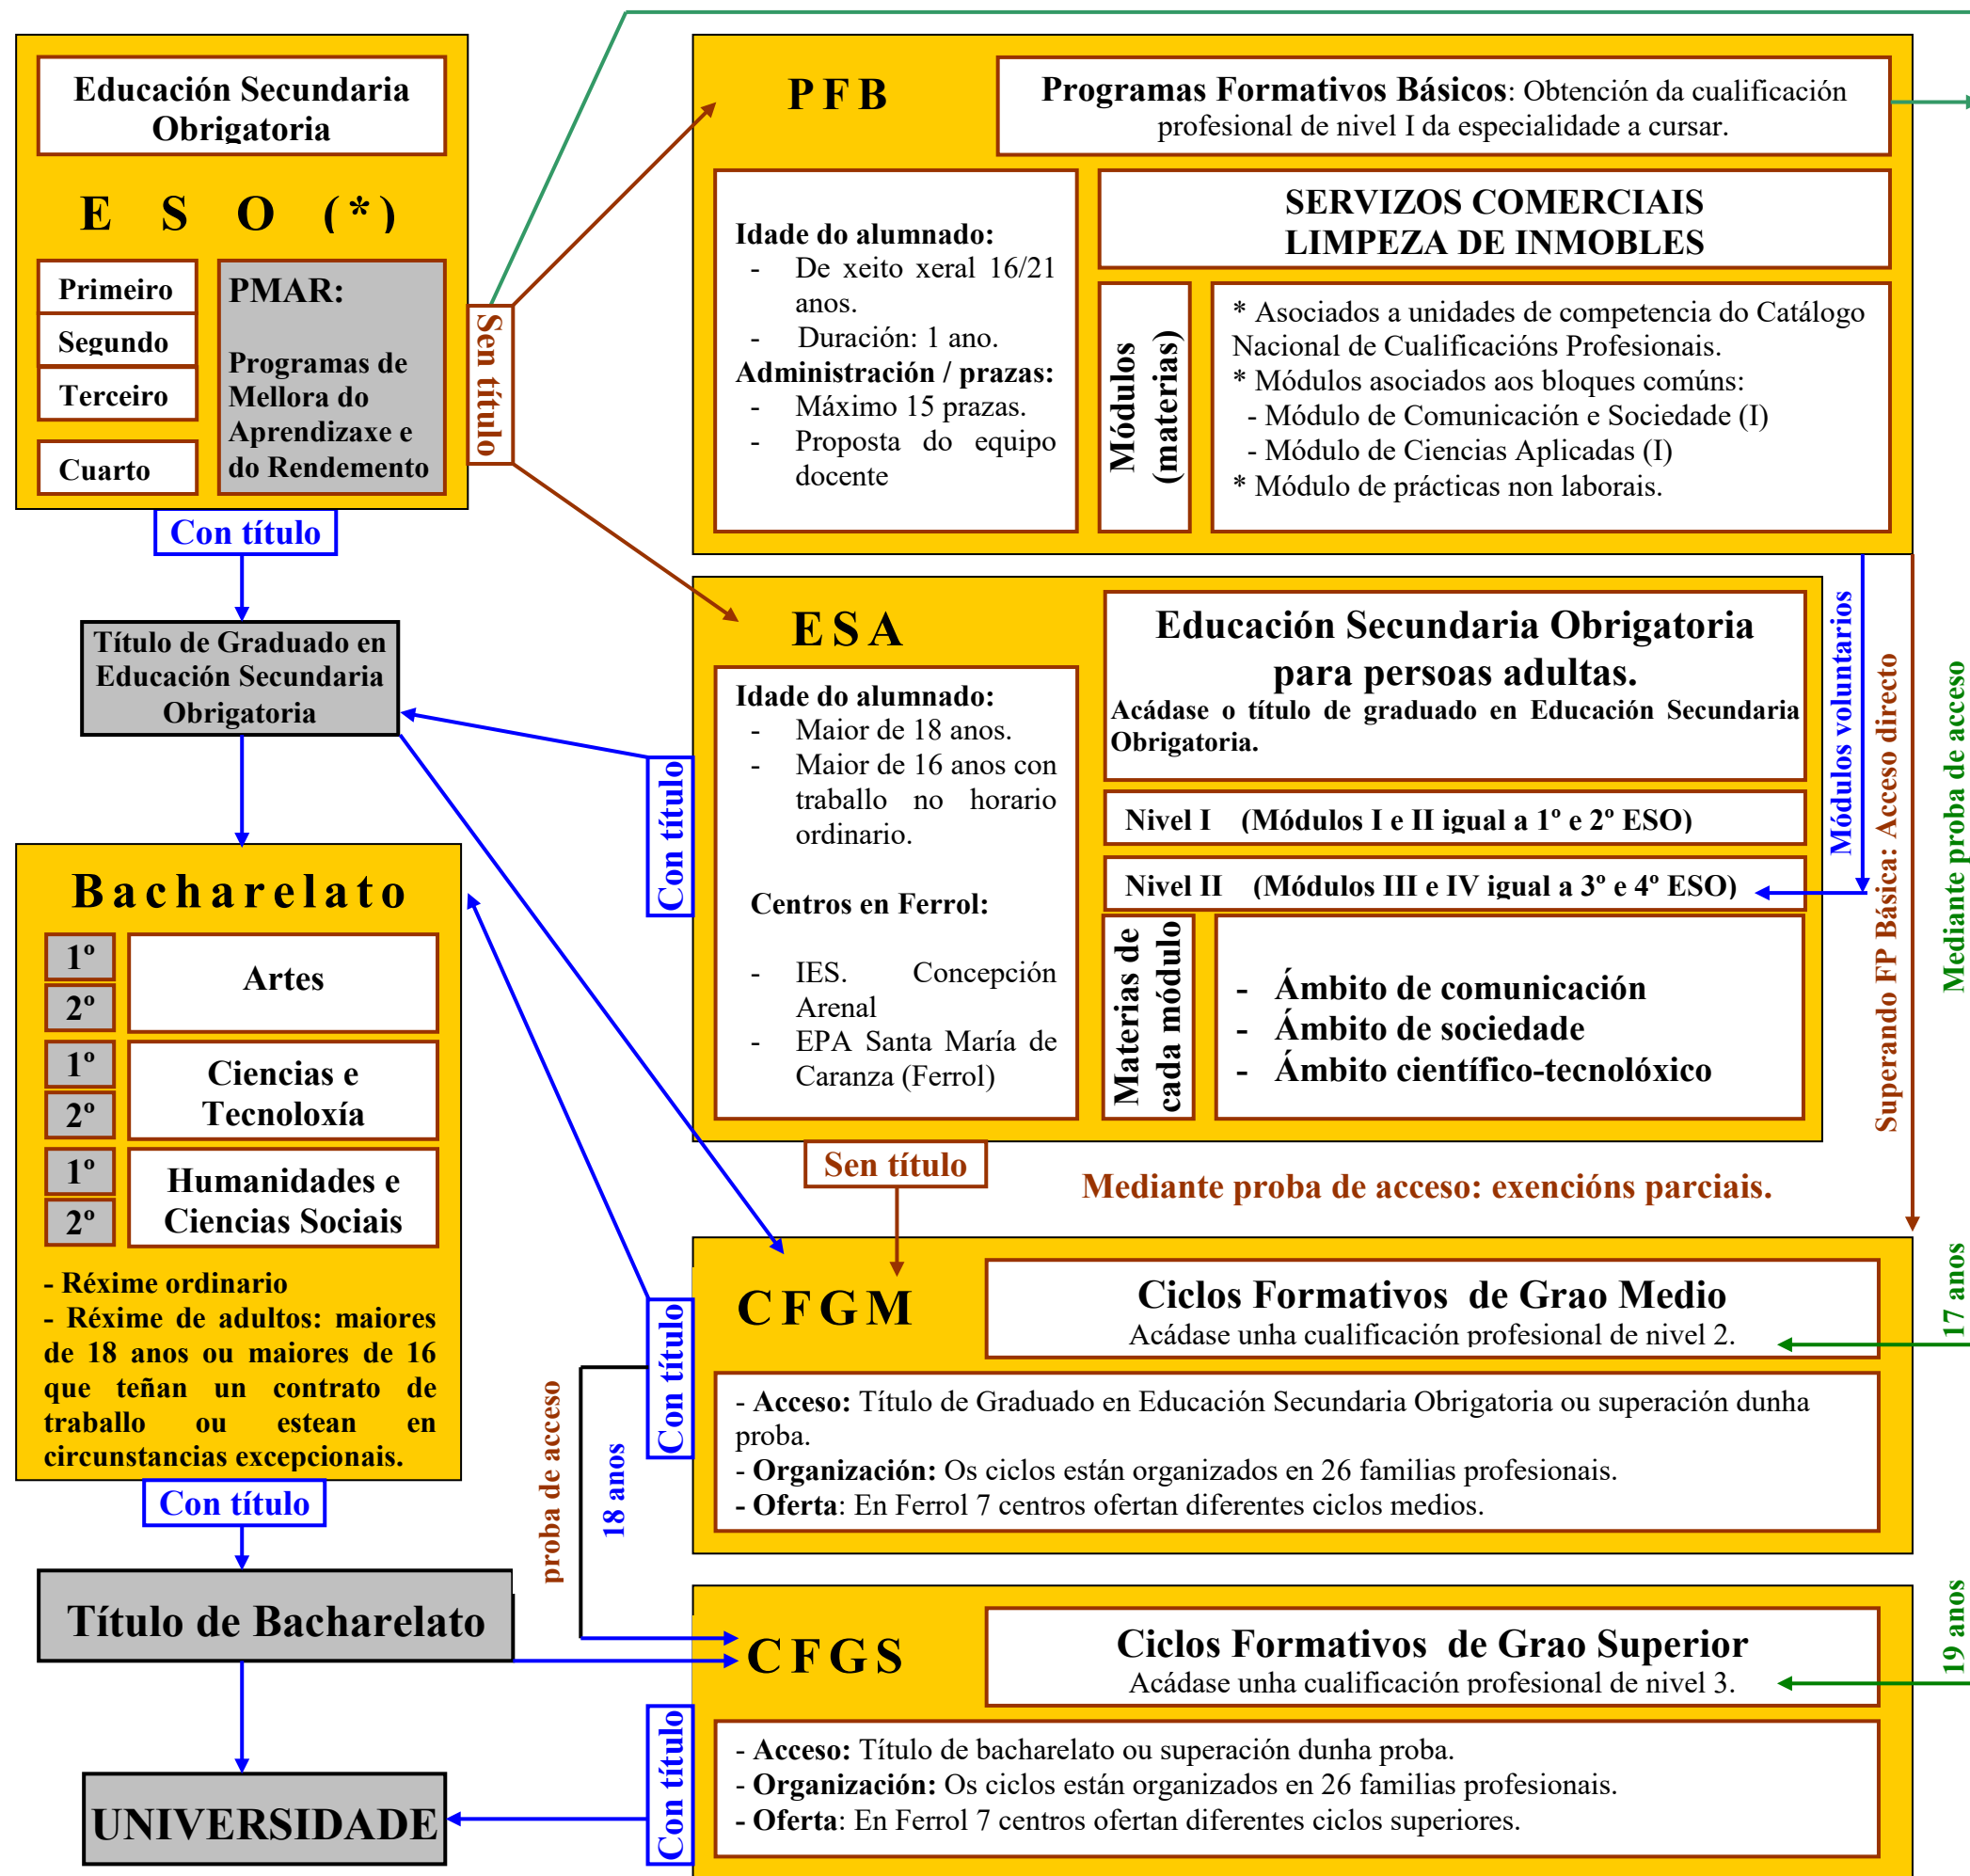 Educación Secundaria
Obrigatoria
E S O (*)
Primeiro
Segundo
Terceiro
Cuarto
PMAR:
Programas de
Mellora do
Aprendizaxe e
do Rendemento
Sen título
Con título
Título de Graduado en
Educación Secundaria
Obrigatoria
Bacharelato
1º
2º
Artes
1º
2º
Ciencias e
Tecnoloxía
1º
2º
Humanidades e
Ciencias Sociais
- Réxime ordinario
- Réxime de adultos: maiores
de 18 anos ou maiores de 16
que teñan un contrato de
traballo ou estean en
circunstancias excepcionais.
Con título
Título de Bacharelato
UNIVERSIDADE
PFB
Programas Formativos Básicos: Obtención da cualificación
profesional de nivel I da especialidade a cursar.
Idade do alumnado:
- De xeito xeral 16/21
anos.
Duración: 1 ano.
Administración / prazas:
- Máximo 15 prazas.
- Proposta do equipo
docente
SERVIZOS COMERCIAIS
LIMPEZA DE INMOBLES
Módulos
(materias)
* Asociados a unidades de competencia do Catálogo
Nacional de Cualificacións Profesionais.
* Módulos asociados aos bloques comúns:
- Módulo de Comunicación e Sociedade (I)
- Módulo de Ciencias Aplicadas (I)
* Módulo de prácticas non laborais.
ESA
Educación Secundaria Obrigatoria
para persoas adultas.
Acádase o título de graduado en Educación Secundaria
Obrigatoria.
Idade do alumnado:
- Maior de 18 anos.
- Maior de 16 anos con
traballo no horario
ordinario.
Centros en Ferrol:
- IES. Concepción
Arenal
- EPA Santa María de
Caranza (Ferrol)
Nivel I (Módulos I e II igual a 1º e 2º ESO)
Nivel II (Módulos III e IV igual a 3º e 4º ESO)
Materias de
cada módulo
- Ámbito de comunicación
- Ámbito de sociedade
- Ámbito científico-tecnolóxico
Con título
Módulos voluntarios
Superando FP Básica: Acceso directo
Mediante proba de acceso
Sen título
Mediante proba de acceso: exencións parciais.
CFGM
Ciclos Formativos de Grao Medio
Acádase unha cualificación profesional de nivel 2.
- Acceso: Título de Graduado en Educación Secundaria Obrigatoria ou superación dunha
proba.
- Organización: Os ciclos están organizados en 26 familias profesionais.
- Oferta: En Ferrol 7 centros ofertan diferentes ciclos medios.
Con título
17 anos
proba de acceso
18 anos
CFGS
Ciclos Formativos de Grao Superior
Acádase unha cualificación profesional de nivel 3.
- Acceso: Título de bacharelato ou superación dunha proba.
- Organización: Os ciclos están organizados en 26 familias profesionais.
- Oferta: En Ferrol 7 centros ofertan diferentes ciclos superiores.
Con título
19 anos